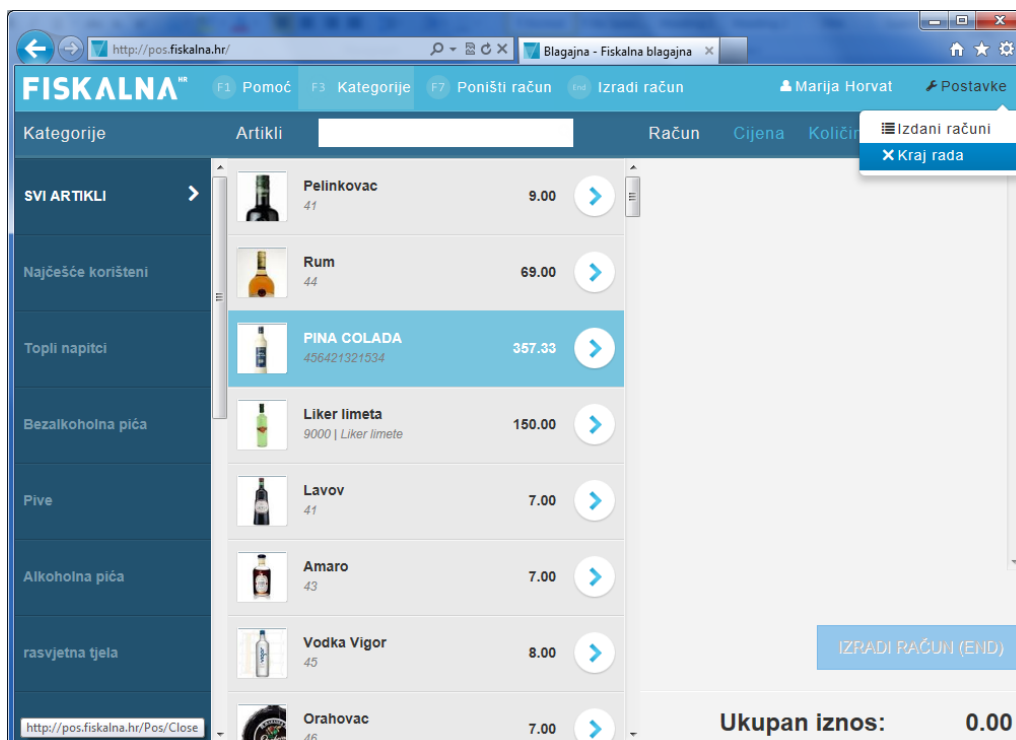 http://pos.fiskalna.hr/
Blagajna - Fiskalna blagajna
FISKALNA HR
F1 Pomoć F3 Kategorije F7 Poništi račun End Izradi račun Marija Horvat Postavke
Izdani računi
Kraj rada
Kategorije Artikli Račun Cijena
SVI ARTIKLI
Najčešće korišteni
Topli napitci
Bezalkoholna pića
Pive
Alkoholna pića
rasvjetna tjela
Pelinkovac
41
9.00
Rum
44
69.00
PINA COLADA
456421321534
357.33
Liker limeta
9000 | Liker limete
150.00
Lavov
41
7.00
Amaro
43
7.00
Vodka Vigor
45
8.00
Orahovac
46
7.00
IZRADI RAČUN (END)
Ukupan iznos: 0.00
http://pos.fiskalna.hr/Pos/Close